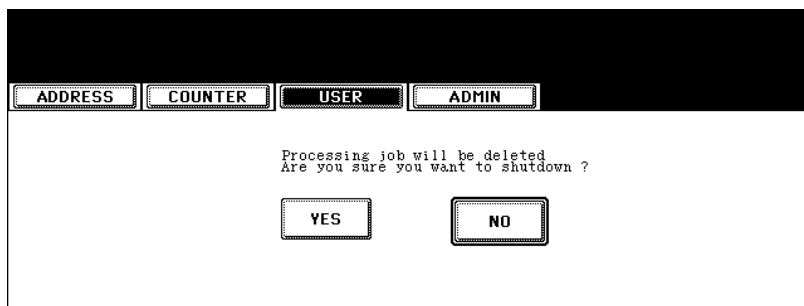 ADDRESS COUNTER USER ADMIN
Processing job will be deleted
Are you sure you want to shutdown ?
YES NO